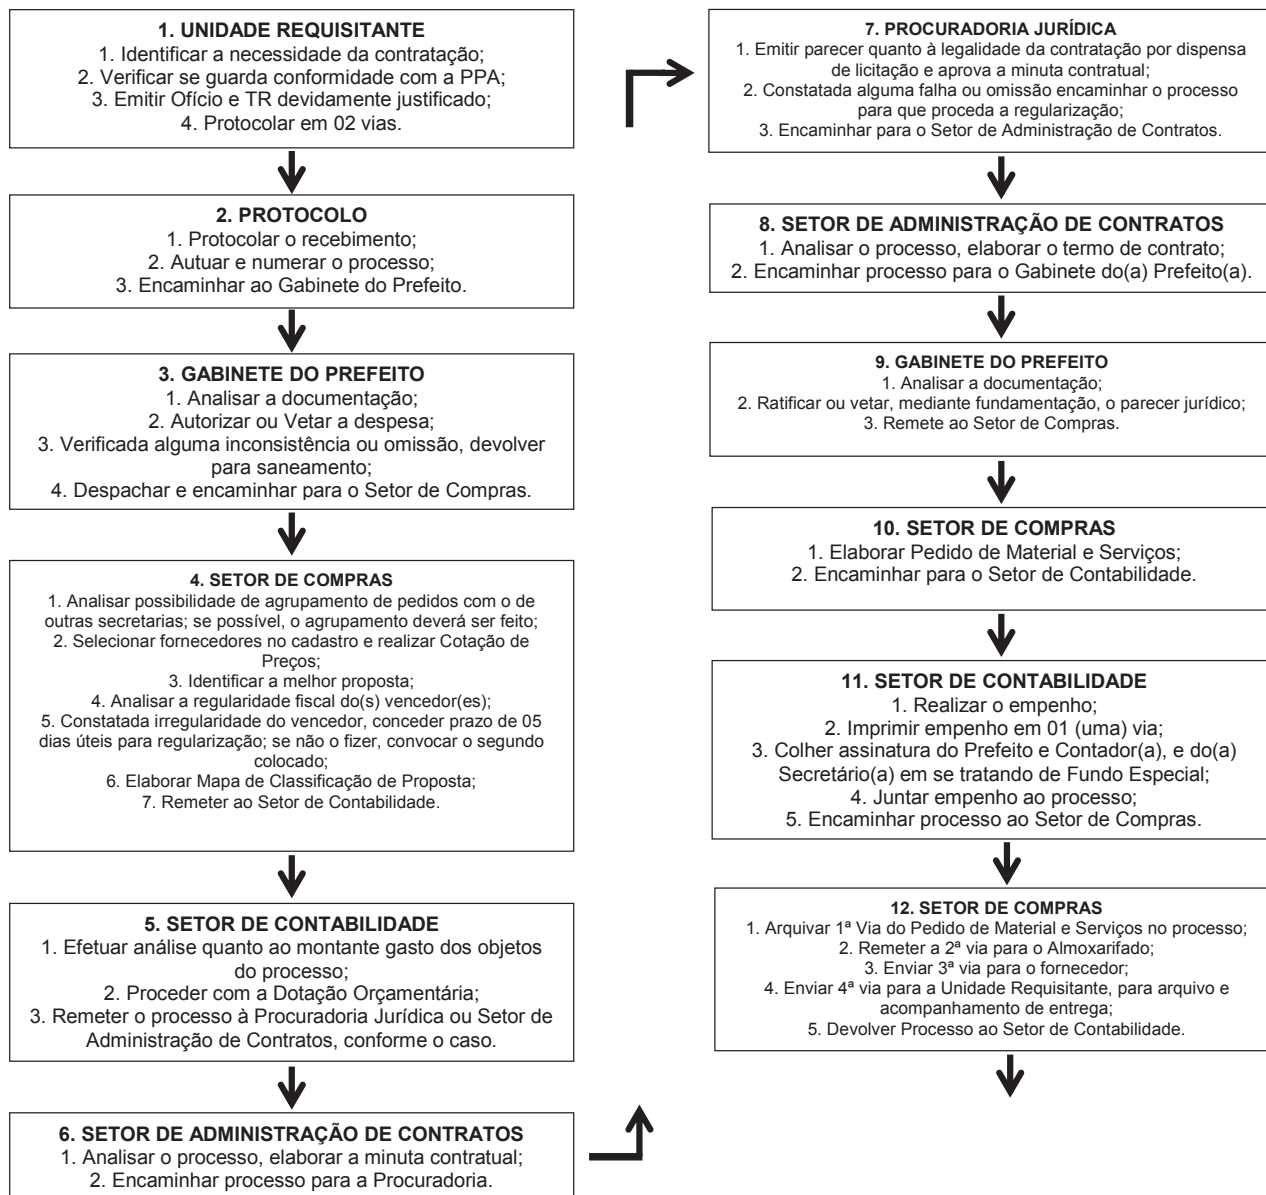 1. UNIDADE REQUISITANTE
1. Identificar a necessidade da contratação;
2. Verificar se guarda conformidade com a PPA;
3. Emitir Ofício e TR devidamente justificado;
4. Protocolar em 02 vias.
2. PROTOCOLO
1. Protocolar o recebimento;
2. Autuar e numerar o processo;
3. Encaminhar ao Gabinete do Prefeito.
3. GABINETE DO PREFEITO
1. Analisar a documentação;
2. Autorizar ou Vetar a despesa;
3. Verificada alguma inconsistência ou omissão, devolver
para saneamento;
4. Despachar e encaminhar para o Setor de Compras.
4. SETOR DE COMPRAS
1. Analisar possibilidade de agrupamento de pedidos com o de
outras secretarias; se possível, o agrupamento deverá ser feito;
2. Selecionar fornecedores no cadastro e realizar Cotação de
Preços;
3. Identificar a melhor proposta;
4. Analisar a regularidade fiscal do(s) vencedor(es);
5. Constatada irregularidade do vencedor, conceder prazo de 05
dias úteis para regularização; se não o fizer, convocar o segundo
colocado;
6. Elaborar Mapa de Classificação de Proposta;
7. Remeter ao Setor de Contabilidade.
5. SETOR DE CONTABILIDADE
1. Efetuar análise quanto ao montante gasto dos objetos
do processo;
2. Proceder com a Dotação Orçamentária;
3. Remeter o processo à Procuradoria Jurídica ou Setor de
Administração de Contratos, conforme o caso.
6. SETOR DE ADMINISTRAÇÃO DE CONTRATOS
1. Analisar o processo, elaborar a minuta contratual;
2. Encaminhar processo para a Procuradoria.
7. PROCURADORIA JURÍDICA
1. Emitir parecer quanto à legalidade da contratação por dispensa
de licitação e aprova a minuta contratual;
2. Constatada alguma falha ou omissão encaminhar o processo
para que proceda a regularização;
3. Encaminhar para o Setor de Administração de Contratos.
8. SETOR DE ADMINISTRAÇÃO DE CONTRATOS
1. Analisar o processo, elaborar o termo de contrato;
2. Encaminhar processo para o Gabinete do(a) Prefeito(a).
9. GABINETE DO PREFEITO
1. Analisar a documentação;
2. Ratificar ou vetar, mediante fundamentação, o parecer jurídico;
3. Remete ao Setor de Compras.
10. SETOR DE COMPRAS
1. Elaborar Pedido de Material e Serviços;
2. Encaminhar para o Setor de Contabilidade.
11. SETOR DE CONTABILIDADE
1. Realizar o empenho;
2. Imprimir empenho em 01 (uma) via;
3. Colher assinatura do Prefeito e Contador(a), e do(a)
Secretário(a) em se tratando de Fundo Especial;
4. Juntar empenho ao processo;
5. Encaminhar processo ao Setor de Compras.
12. SETOR DE COMPRAS
1. Arquivar 1ª Via do Pedido de Material e Serviços no processo;
2. Remeter a 2ª via para o Almoxarifado;
3. Enviar 3ª via para o fornecedor;
4. Enviar 4ª via para a Unidade Requisitante, para arquivo e
acompanhamento de entrega;
5. Devolver Processo ao Setor de Contabilidade.